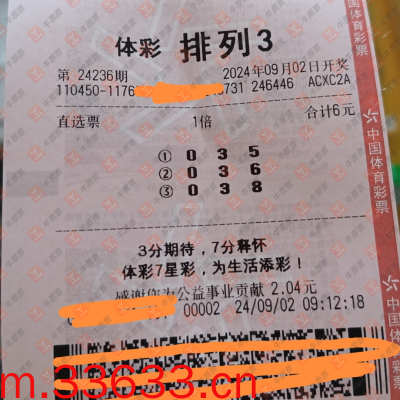 体彩 排列3
第 24236期 2024年09月02日开奖
110450-1176 731 246446 ACXC2A
直选票 1倍 合计6元
① 0 3 5
② 0 3 6
③ 0 3 8
3分期待，7分释怀
体彩7星彩，为生活添彩！
感谢您为公益事业贡献 2.04元
00002 24/09/02 09:12:18
m.33633.cn
中国体育彩票
中国体育彩票